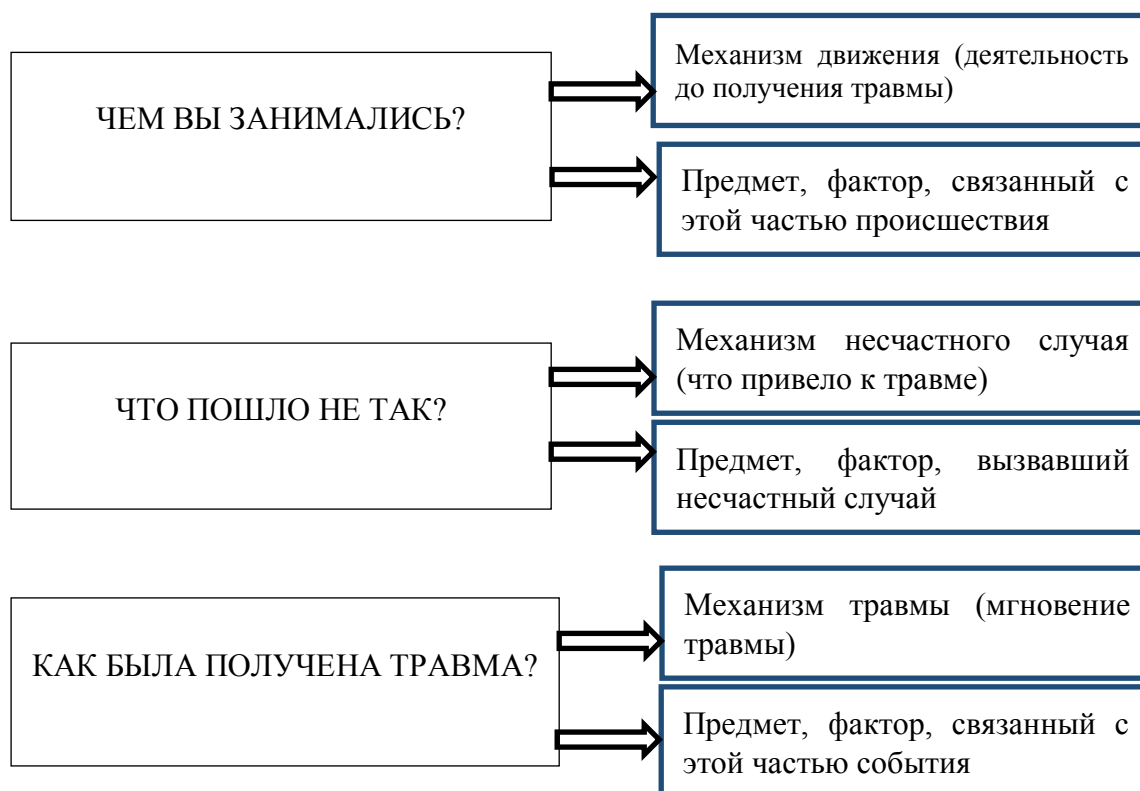 ЧЕМ ВЫ ЗАНИМАЛИСЬ?
Механизм движения (деятельность
до получения травмы)
Предмет, фактор, связанный с
этой частью происшествия
ЧТО ПОШЛО НЕ ТАК?
Механизм несчастного случая
(что привело к травме)
Предмет, фактор, вызвавший
несчастный случай
КАК БЫЛА ПОЛУЧЕНА ТРАВМА?
Механизм травмы (мгновение
травмы)
Предмет, фактор, связанный с
этой частью события